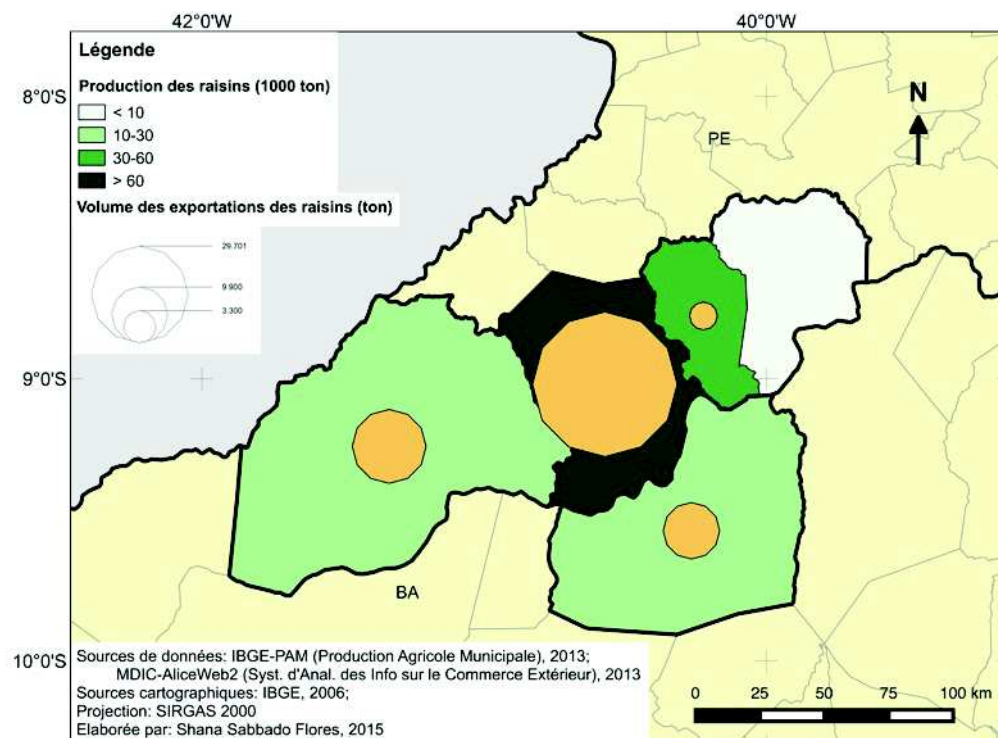 42°0'W
40°0'W
8°0'S
9°0'S
10°0'S
Légende
Production des raisins (1000 ton)
< 10
10-30
30-60
> 60
Volume des exportations des raisins (ton)
29.701
9.900
3.300
PE
N
BA
Sources de données: IBGE-PAM (Production Agricole Municipale), 2013;
MDIC-AliceWeb2 (Syst. d'Anal. des Info sur le Commerce Extérieur), 2013
Sources cartographiques: IBGE, 2006;
Projection: SIRGAS 2000
Elaborée par: Shana Sabbado Flores, 2015
0 25 50 75 100 km